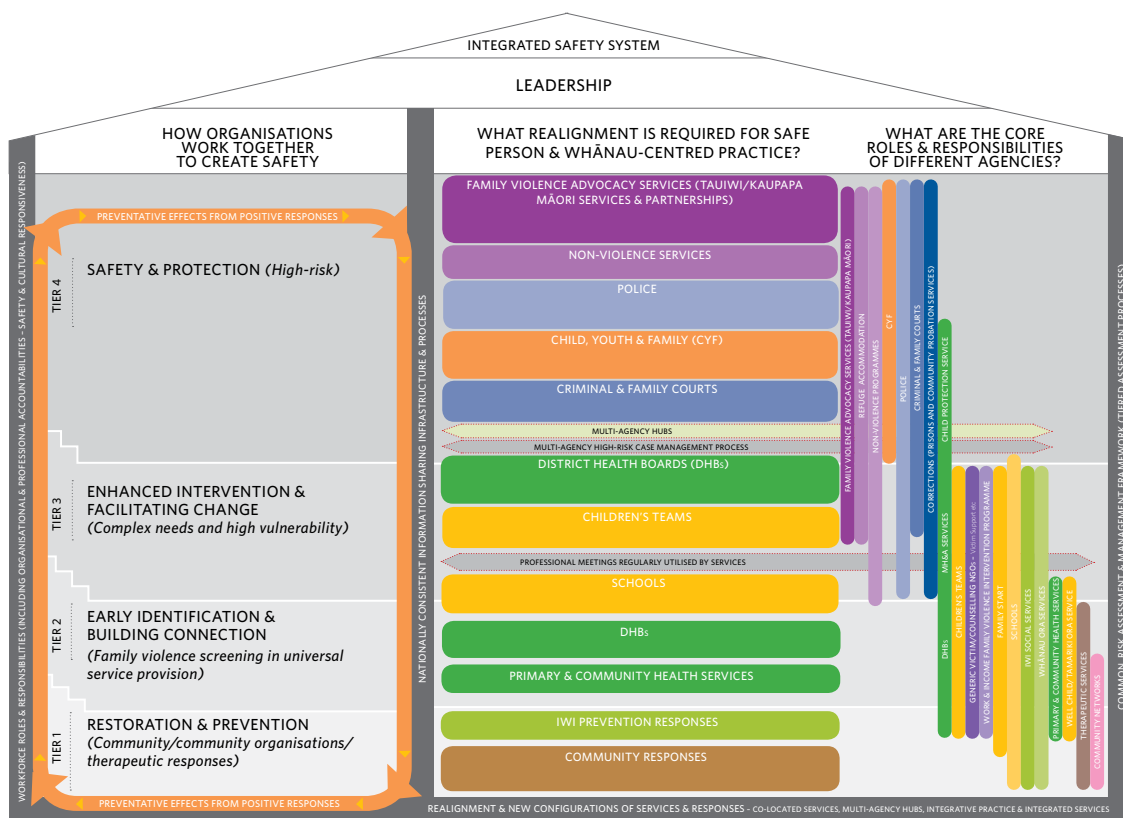 INTEGRATED SAFETY SYSTEM
LEADERSHIP
HOW ORGANISATIONS
WORK TOGETHER
TO CREATE SAFETY
WHAT REALIGNMENT IS REQUIRED FOR SAFE
PERSON & WHĀNAU-CENTRED PRACTICE?
WHAT ARE THE CORE
ROLES & RESPONSIBILITIES
OF DIFFERENT AGENCIES?
WORKFORCE ROLES & RESPONSIBILITIES (INCLUDING ORGANISATIONAL & PROFESSIONAL ACCOUNTABILITIES – SAFETY & CULTURAL RESPONSIVENESS)
PREVENTATIVE EFFECTS FROM POSITIVE RESPONSES
TIER 4
SAFETY & PROTECTION (High-risk)
TIER 3
ENHANCED INTERVENTION &
FACILITATING CHANGE
(Complex needs and high vulnerability)
TIER 2
EARLY IDENTIFICATION &
BUILDING CONNECTION
(Family violence screening in universal
service provision)
TIER 1
RESTORATION & PREVENTION
(Community/community organisations/
therapeutic responses)
PREVENTATIVE EFFECTS FROM POSITIVE RESPONSES
NATIONALLY CONSISTENT INFORMATION SHARING INFRASTRUCTURE & PROCESSES
FAMILY VIOLENCE ADVOCACY SERVICES (TAUIWI/KAUPAPA
MĀORI SERVICES & PARTNERSHIPS)
NON-VIOLENCE SERVICES
POLICE
CHILD, YOUTH & FAMILY (CYF)
CRIMINAL & FAMILY COURTS
MULTI-AGENCY HUBS
MULTI-AGENCY HIGH-RISK CASE MANAGEMENT PROCESS
DISTRICT HEALTH BOARDS (DHBs)
CHILDREN'S TEAMS
PROFESSIONAL MEETINGS REGULARLY UTILISED BY SERVICES
SCHOOLS
DHBs
PRIMARY & COMMUNITY HEALTH SERVICES
IWI PREVENTION RESPONSES
COMMUNITY RESPONSES
FAMILY VIOLENCE ADVOCACY SERVICES (TAUIWI/KAUPAPA MĀORI)
REFUGE ACCOMMODATION
NON-VIOLENCE PROGRAMMES
CYF
POLICE
CRIMINAL & FAMILY COURTS
CORRECTIONS (PRISONS AND COMMUNITY PROBATION SERVICES)
DHBs MH&A SERVICES CHILD PROTECTION SERVICE
CHILDREN'S TEAMS
GENERIC VICTIM/COUNSELLING NGOs – Victim Support etc
WORK & INCOME FAMILY VIOLENCE INTERVENTION PROGRAMME
FAMILY START
SCHOOLS
IWI SOCIAL SERVICES
WHĀNAU ORA SERVICES
PRIMARY & COMMUNITY HEALTH SERVICES
WELL CHILD/TAMARIKI ORA SERVICE
THERAPEUTIC SERVICES
COMMUNITY NETWORKS
COMMON RISK ASSESSMENT & MANAGEMENT FRAMEWORK (TIERED ASSESSMENT PROCESSES)
REALIGNMENT & NEW CONFIGURATIONS OF SERVICES & RESPONSES – CO-LOCATED SERVICES, MULTI-AGENCY HUBS, INTEGRATIVE PRACTICE & INTEGRATED SERVICES